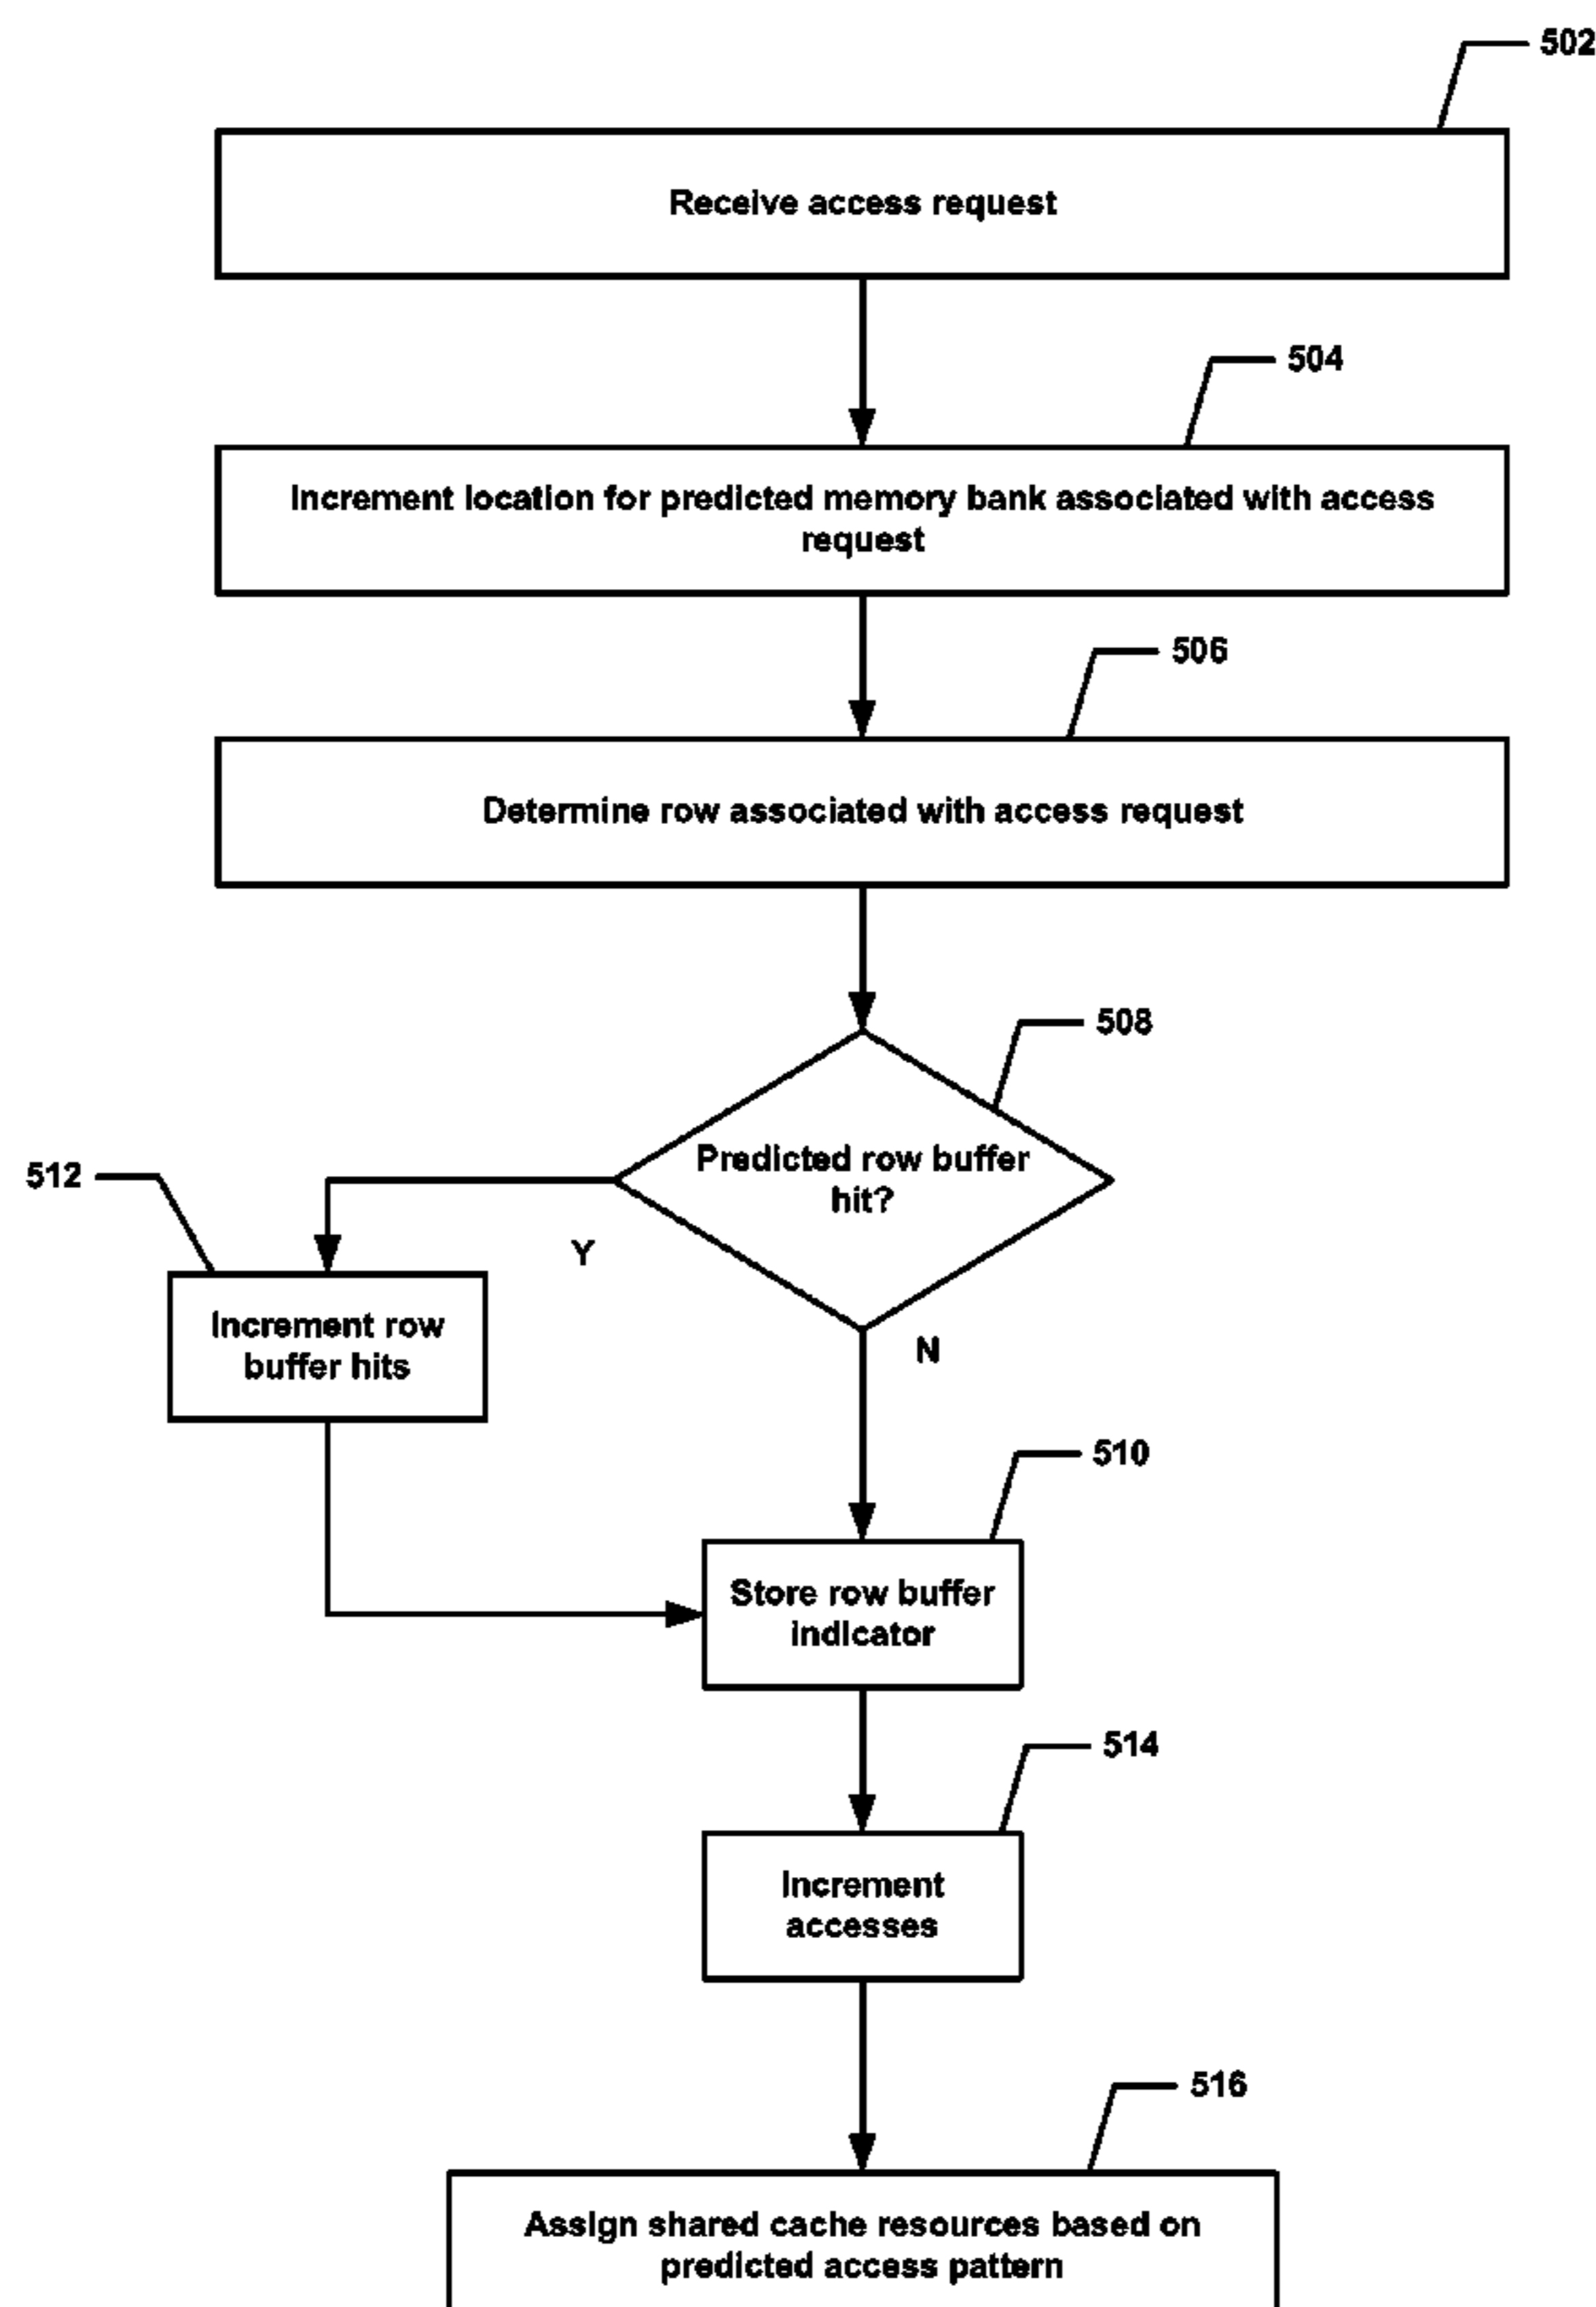 502
Receive access request
504
Increment location for predicted memory bank associated with access
request
506
Determine row associated with access request
508
Predicted row buffer
hit?
512
Y
Increment row
buffer hits
N
510
Store row buffer
indicator
514
Increment
accesses
516
Assign shared cache resources based on
predicted access pattern